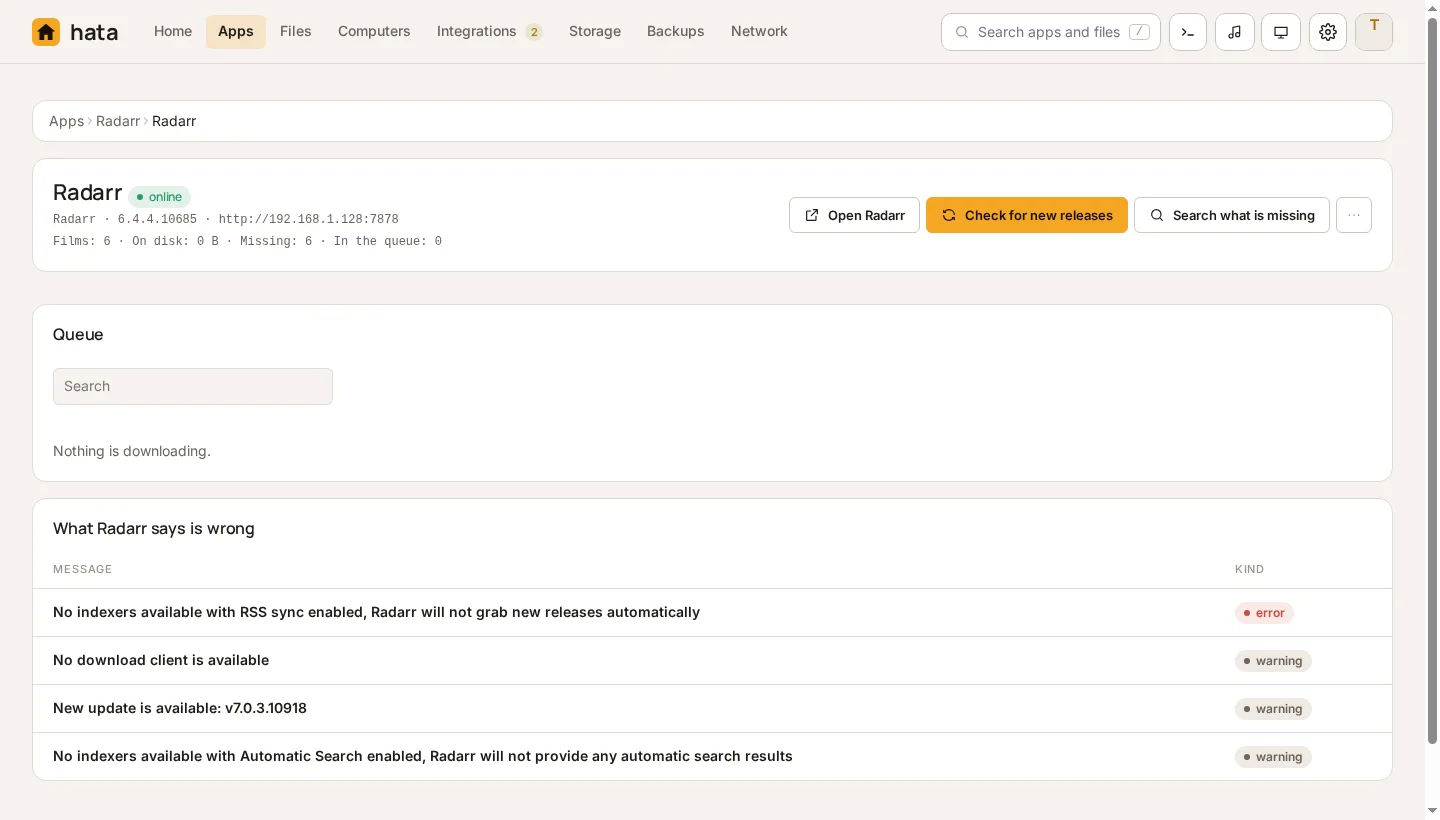 hata
Home
Apps
Files
Computers
Integrations 2
Storage
Backups
Network
Search apps and files /
T
Apps › Radarr › Radarr
Radarr
online
Radarr · 6.4.4.10685 · http://192.168.1.128:7878
Films: 6 · On disk: 0 B · Missing: 6 · In the queue: 0
Open Radarr
Check for new releases
Search what is missing
...
Queue
Search
Nothing is downloading.
What Radarr says is wrong
MESSAGE KIND
No indexers available with RSS sync enabled, Radarr will not grab new releases automatically error
No download client is available warning
New update is available: v7.0.3.10918 warning
No indexers available with Automatic Search enabled, Radarr will not provide any automatic search results warning